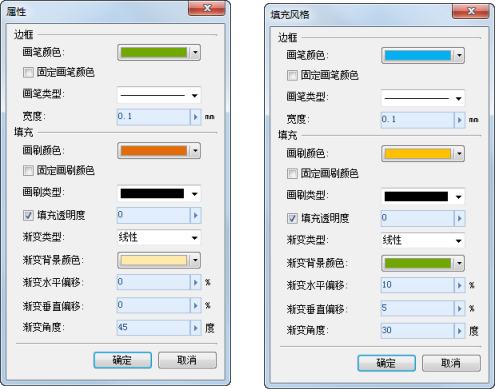 属性
边框
画笔颜色:
固定画笔颜色
画笔类型:
宽度: 0.1 mm
填充
画刷颜色:
固定画刷颜色
画刷类型:
填充透明度 0
渐变类型: 线性
渐变背景颜色:
渐变水平偏移: 0 %
渐变垂直偏移: 0 %
渐变角度: 45 度
确定 取消
填充风格
边框
画笔颜色:
固定画笔颜色
画笔类型:
宽度: 0.1 mm
填充
画刷颜色:
固定画刷颜色
画刷类型:
填充透明度 0
渐变类型: 线性
渐变背景颜色:
渐变水平偏移: 10 %
渐变垂直偏移: 5 %
渐变角度: 30 度
确定 取消